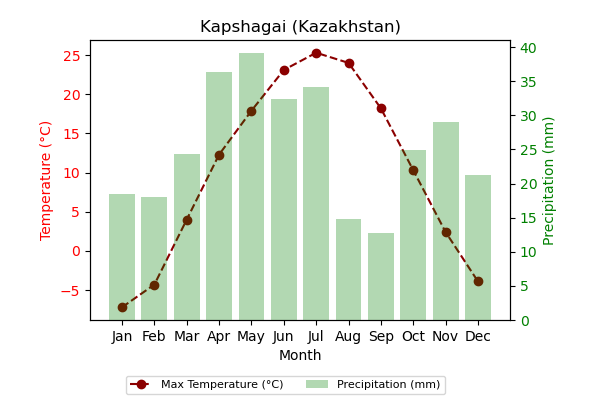 Kapshagai (Kazakhstan)
Temperature (°C)
25
20
15
10
5
0
−5
40
35
30
25
20
15
10
5
0
Precipitation (mm)
Jan Feb Mar Apr May Jun Jul Aug Sep Oct Nov Dec
Month
Max Temperature (°C) Precipitation (mm)